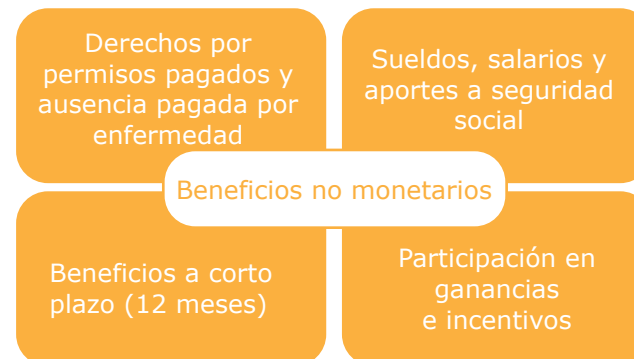 Derechos por
permisos pagados y
ausencia pagada por
enfermedad
Sueldos, salarios y
aportes a seguridad
social
Beneficios no monetarios
Beneficios a corto
plazo (12 meses)
Participación en
ganancias
e incentivos